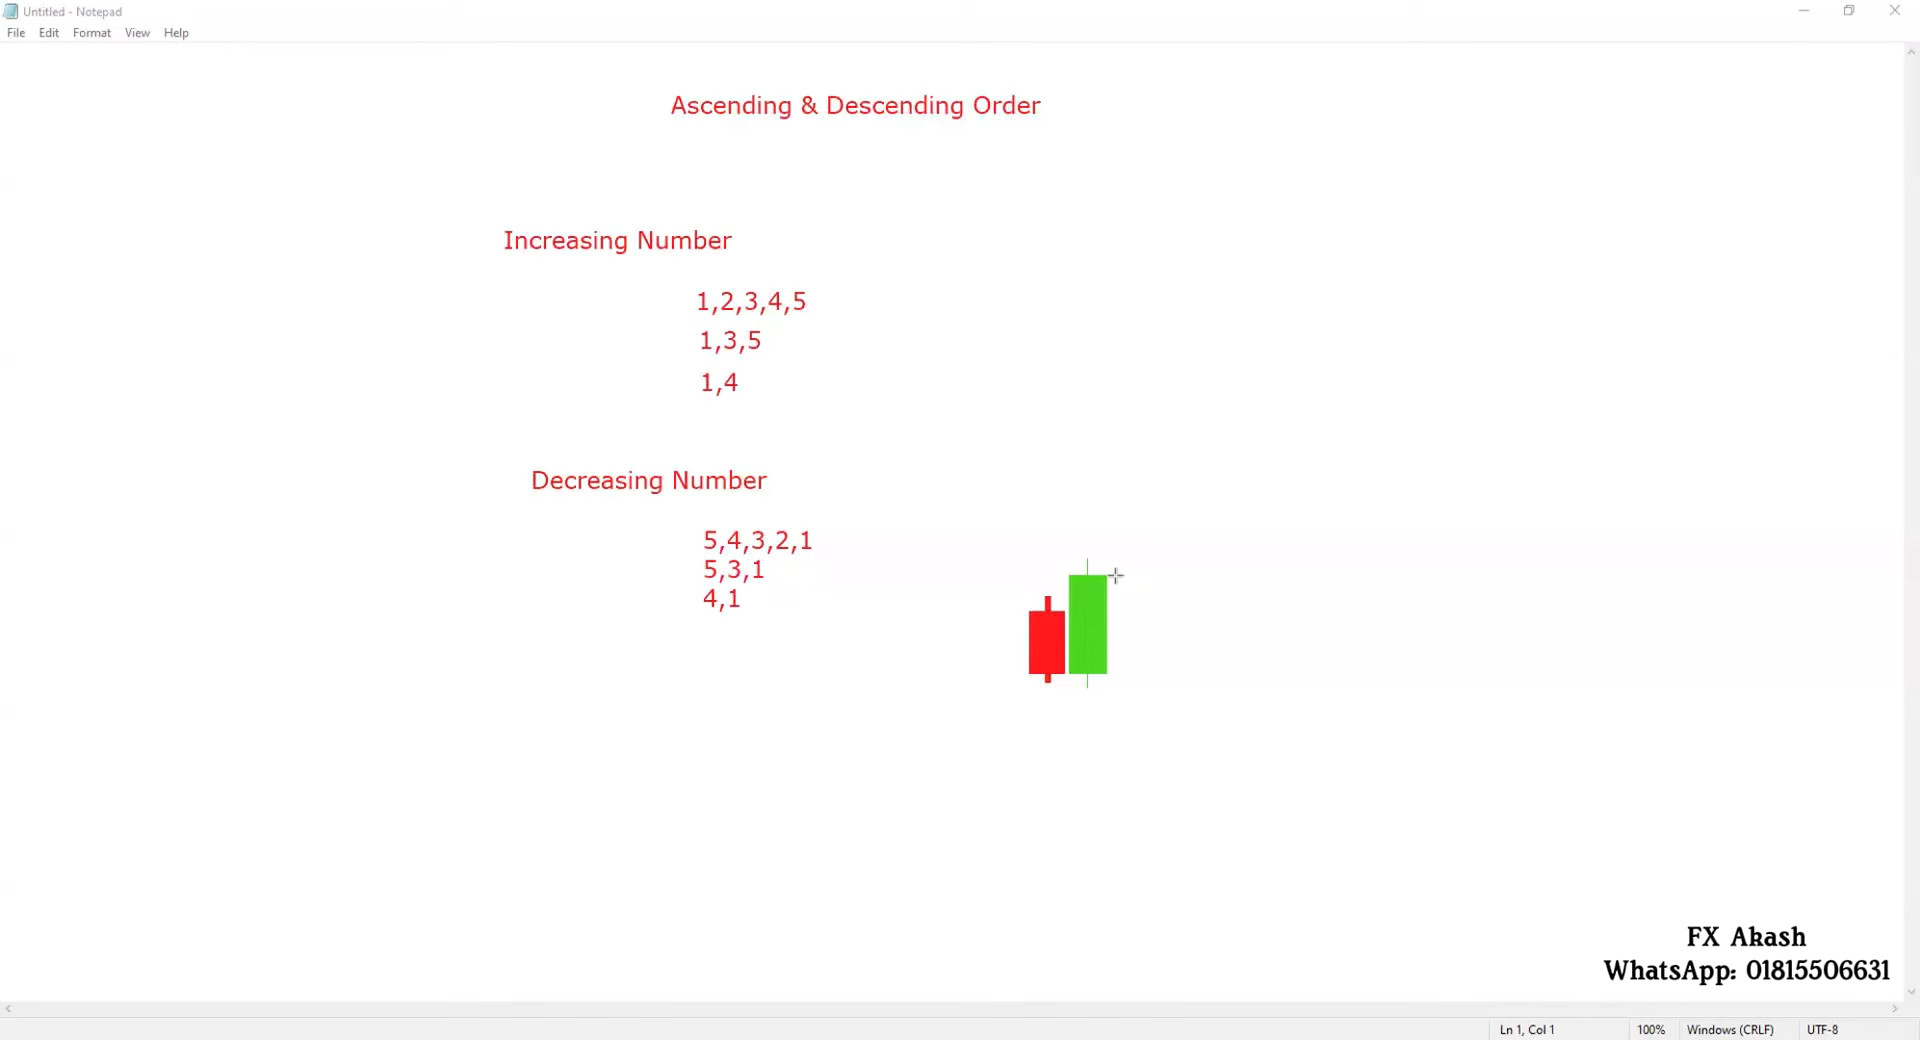 Untitled - Notepad
File Edit Format View Help
Ascending & Descending Order
Increasing Number
1,2,3,4,5
1,3,5
1,4
Decreasing Number
5,4,3,2,1
5,3,1
4,1
FX Akash
WhatsApp: 01815506631
Ln 1, Col 1 100% Windows (CRLF) UTF-8